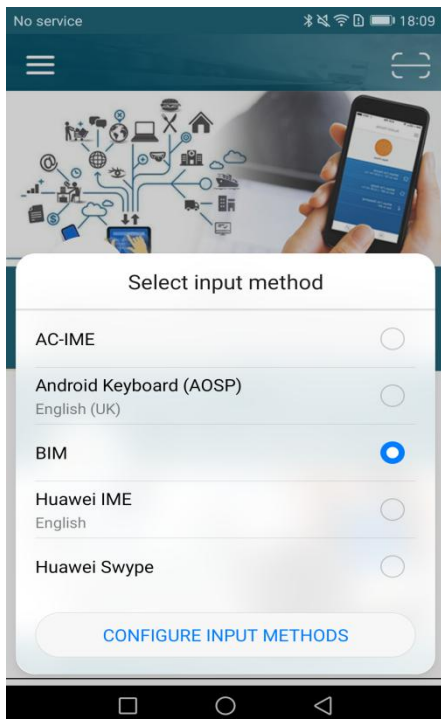 No service
18:09
Select input method
AC-IME
Android Keyboard (AOSP)
English (UK)
BIM
Huawei IME
English
Huawei Swype
CONFIGURE INPUT METHODS